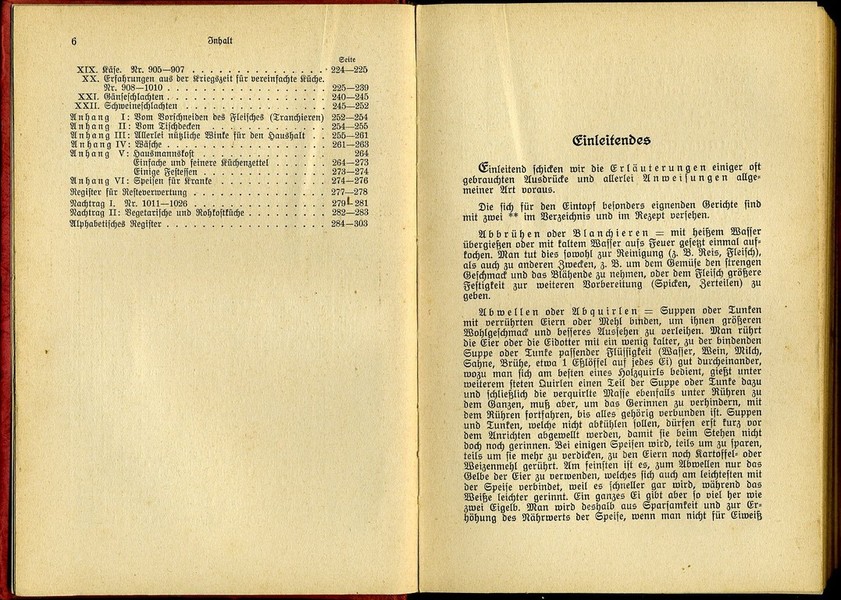 6 Inhalt
Seite
XIX. Käse. Nr. 905—907 . . . . . . . . . . . . . . . 224—225
XX. Erfahrungen aus der Kriegszeit für vereinfachte Küche.
Nr. 908—1010 . . . . . . . . . . . . . . . . . 225—239
XXI. Gänseschlachten . . . . . . . . . . . . . . . . 240—245
XXII. Schweineschlachten . . . . . . . . . . . . . . 245—252
Anhang I: Vom Vorschneiden des Fleisches (Tranchieren) 252—254
Anhang II: Vom Tischdecken . . . . . . . . . . . . . 254—255
Anhang III: Allerlei nützliche Winke für den Haushalt . . 255—261
Anhang IV: Wäsche . . . . . . . . . . . . . . . . . 261—263
Anhang V: Hausmannskost . . . . . . . . . . . . . . 264
Einfache und feinere Küchenzettel . . . . . . 264—273
Einige Festessen . . . . . . . . . . . . . . 273—274
Anhang VI: Speisen für Kranke . . . . . . . . . . . . 274—276
Register für Resteverwertung . . . . . . . . . . . . . . 277—278
Nachtrag I. Nr. 1011—1026 . . . . . . . . . . . . . . 279—281
Nachtrag II: Vegetarische und Rohkostküche . . . . . . . . 282—283
Alphabetisches Register . . . . . . . . . . . . . . . . . 284—303
Einleitendes
Einleitend schicken wir die Erläuterungen einiger oft
gebrauchten Ausdrücke und allerlei Anweisungen allge-
meiner Art voraus.
Die sich für den Eintopf besonders eignenden Gerichte sind
mit zwei ** im Verzeichnis und im Rezept versehen.
Abbrühen oder Blanchieren = mit heißem Wasser
übergießen oder mit kaltem Wasser aufs Feuer gesetzt einmal auf-
kochen. Man tut dies sowohl zur Reinigung (z. B. Reis, Fleisch),
als auch zu anderen Zwecken, z. B. um dem Gemüse den strengen
Geschmack und das Blähende zu nehmen, oder dem Fleisch größere
Festigkeit zur weiteren Vorbereitung (Spicken, Zerteilen) zu
geben.
Abwellen oder Abquirlen = Suppen oder Tunken
mit verrührten Eiern oder Mehl binden, um ihnen größeren
Wohlgeschmack und besseres Aussehen zu verleihen. Man rührt
die Eier oder die Eidotter mit ein wenig kalter, zu der bindenden
Suppe oder Tunke passender Flüssigkeit (Wasser, Wein, Milch,
Sahne, Brühe, etwa 1 Eßlöffel auf jedes Ei) gut durcheinander,
wozu man sich am besten eines Holzquirls bedient, gießt unter
weiterem steten Quirlen einen Teil der Suppe oder Tunke dazu
und schließlich die verquirlte Masse ebenfalls unter Rühren zu
dem Ganzen, muß aber, um das Gerinnen zu verhindern, mit
dem Rühren fortfahren, bis alles gehörig verbunden ist. Suppen
und Tunken, welche nicht abkühlen sollen, dürfen erst kurz vor
dem Anrichten abgewellt werden, damit sie beim Stehen nicht
doch noch gerinnen. Bei einigen Speisen wird, teils um zu sparen,
teils um sie mehr zu verdicken, zu den Eiern noch Kartoffel- oder
Weizenmehl gerührt. Am feinsten ist es, zum Abwellen nur das
Gelbe der Eier zu verwenden, welches sich auch am leichtesten mit
der Speise verbindet, weil es schneller gar wird, während das
Weiße leichter gerinnt. Ein ganzes Ei gibt aber so viel her wie
zwei Eigelb. Man wird deshalb aus Sparsamkeit und zur Er-
höhung des Nährwerts der Speise, wenn man nicht für Eiweiß